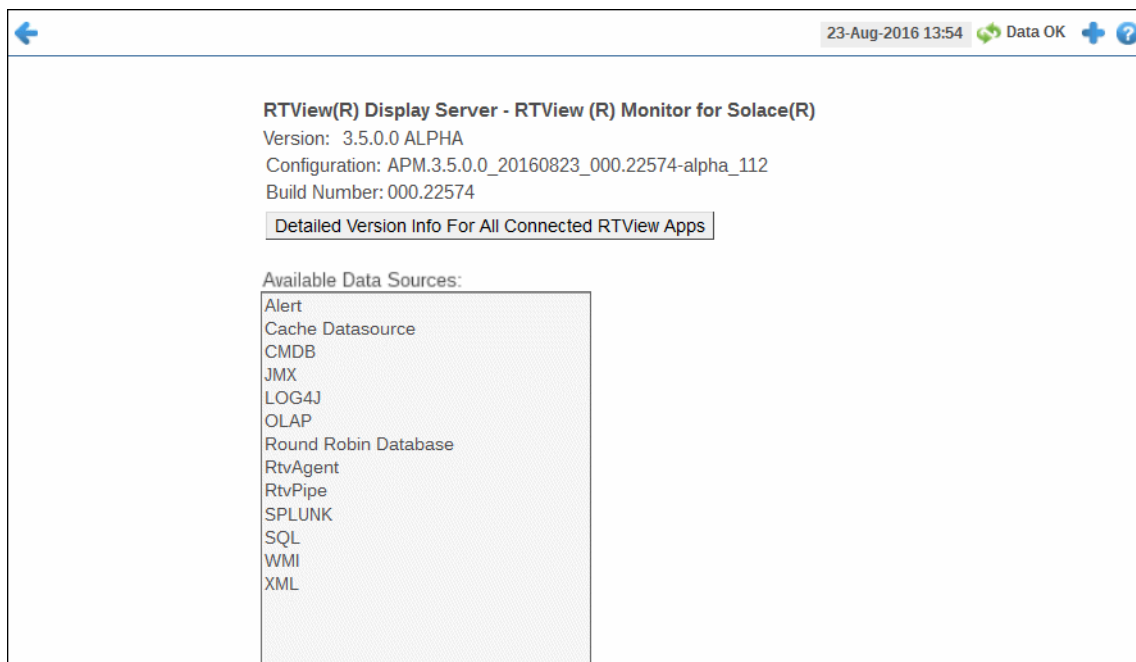 23-Aug-2016 13:54 Data OK ?
RTView(R) Display Server - RTView (R) Monitor for Solace(R)
Version: 3.5.0.0 ALPHA
Configuration: APM.3.5.0.0_20160823_000.22574-alpha_112
Build Number: 000.22574
Detailed Version Info For All Connected RTView Apps
Available Data Sources:
Alert
Cache Datasource
CMDB
JMX
LOG4J
OLAP
Round Robin Database
RtvAgent
RtvPipe
SPLUNK
SQL
WMI
XML